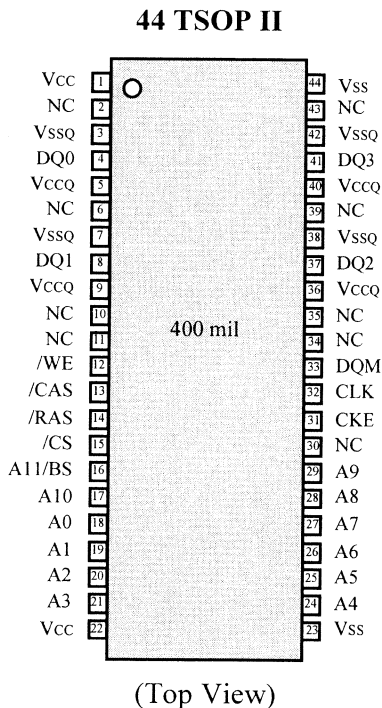 44 TSOP II
VCC 1 44 VSS
NC 2 43 NC
VSSQ 3 42 VSSQ
DQ0 4 41 DQ3
VCCQ 5 40 VCCQ
NC 6 39 NC
VSSQ 7 38 VSSQ
DQ1 8 37 DQ2
VCCQ 9 36 VCCQ
NC 10 35 NC
NC 11 34 NC
/WE 12 33 DQM
/CAS 13 32 CLK
/RAS 14 31 CKE
/CS 15 30 NC
A11/BS 16 29 A9
A10 17 28 A8
A0 18 27 A7
A1 19 26 A6
A2 20 25 A5
A3 21 24 A4
VCC 22 23 VSS
400 mil
(Top View)